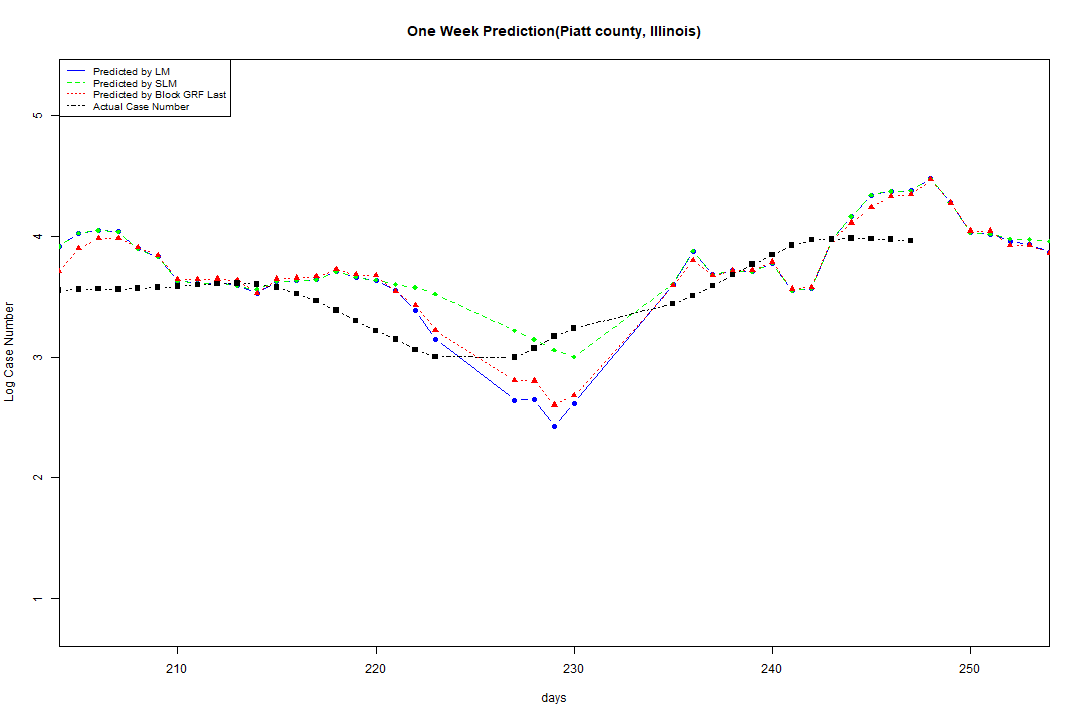 One Week Prediction(Piatt county, Illinois)
Predicted by LM
Predicted by SLM
Predicted by Block GRF Last
Actual Case Number
5
4
3
2
1
Log Case Number
210 220 230 240 250
days